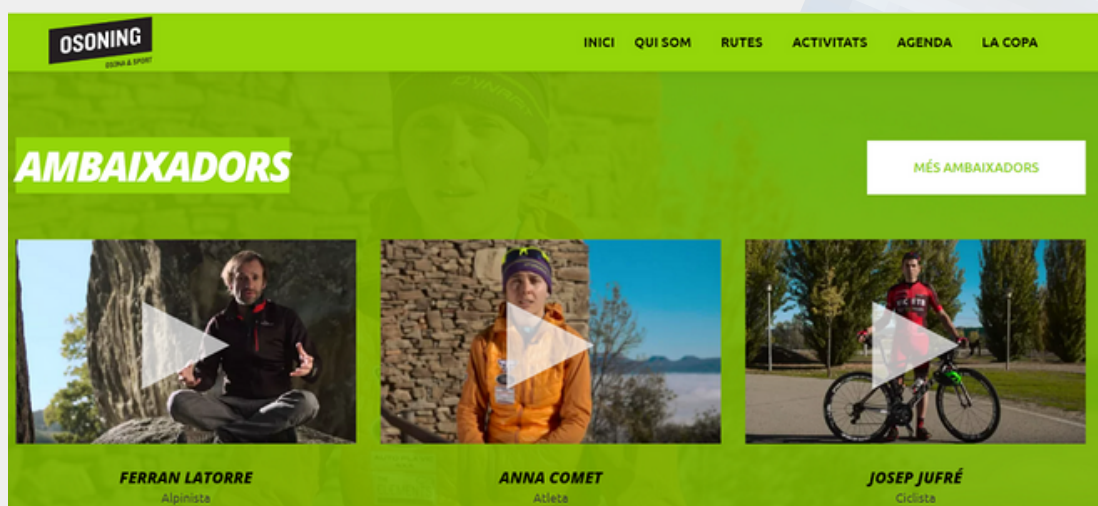 OSONING
OSONA & SPORT
INICI QUI SOM RUTES ACTIVITATS AGENDA LA COPA
AMBAIXADORS
MÉS AMBAIXADORS
DYNAFIT
FERRAN LATORRE
Alpinista
ANNA COMET
Atleta
JOSEP JUFRÉ
Ciclista